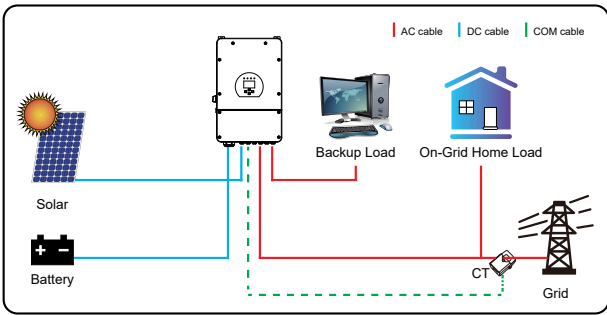 AC cable
DC cable
COM cable
Backup Load
On-Grid Home Load
Solar
Battery
CT
Grid